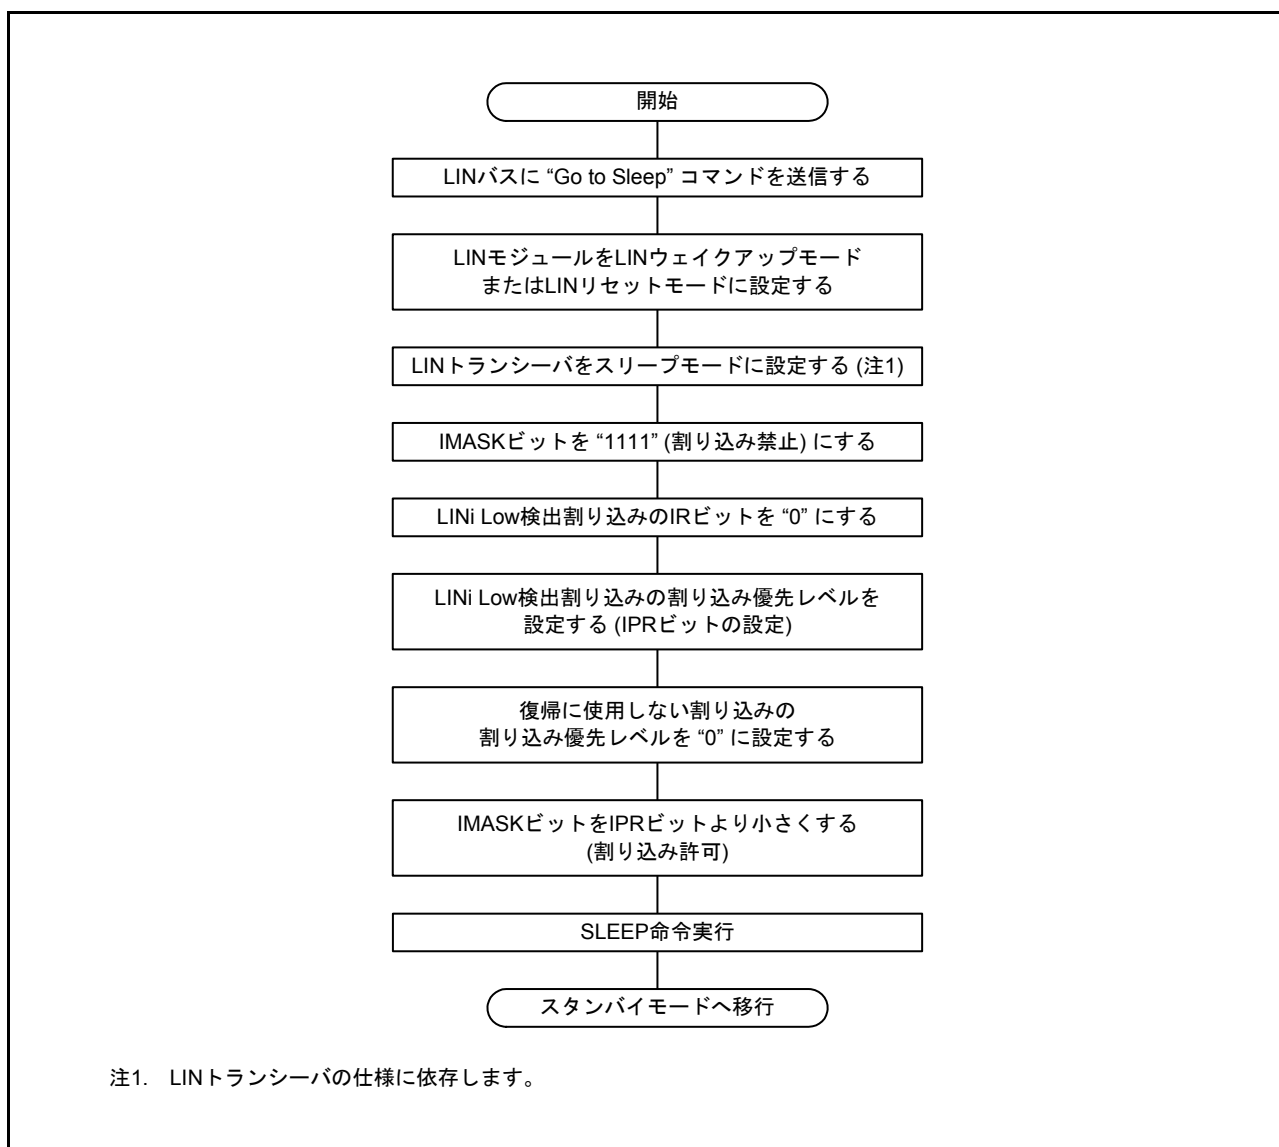 開始
LINバスに “Go to Sleep” コマンドを送信する
LINモジュールをLINウェイクアップモード
またはLINリセットモードに設定する
LINトランシーバをスリープモードに設定する (注1)
IMASKビットを “1111” (割り込み禁止) にする
LINi Low検出割り込みのIRビットを “0” にする
LINi Low検出割り込みの割り込み優先レベルを
設定する (IPRビットの設定)
復帰に使用しない割り込みの
割り込み優先レベルを “0” に設定する
IMASKビットをIPRビットより小さくする
(割り込み許可)
SLEEP命令実行
スタンバイモードへ移行
注1. LINトランシーバの仕様に依存します。